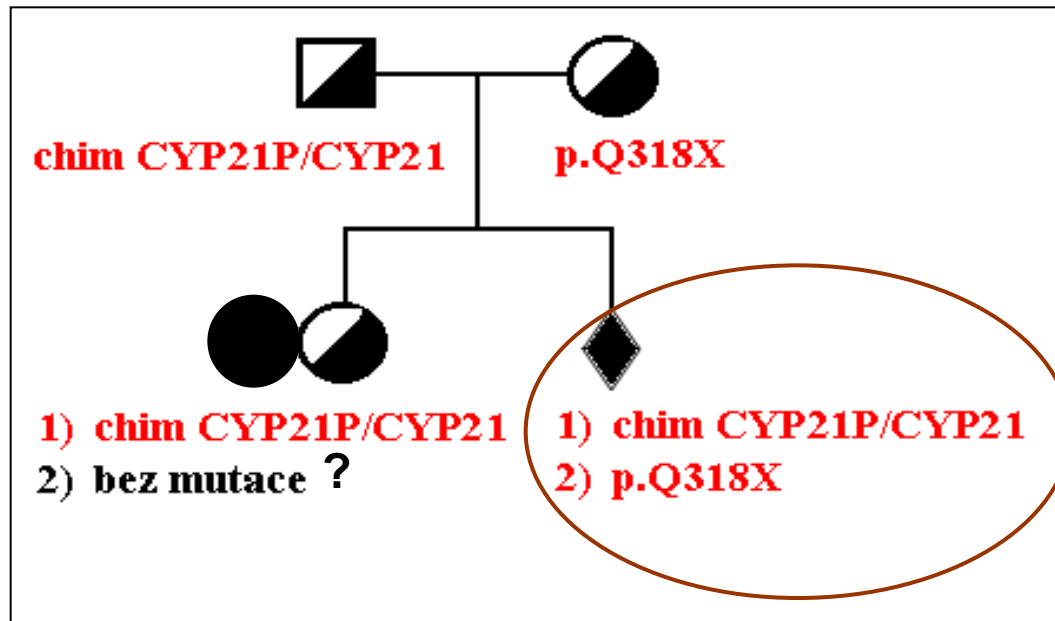 chim CYP21P/CYP21 p.Q318X
1) chim CYP21P/CYP21 1) chim CYP21P/CYP21
2) bez mutace ? 2) p.Q318X